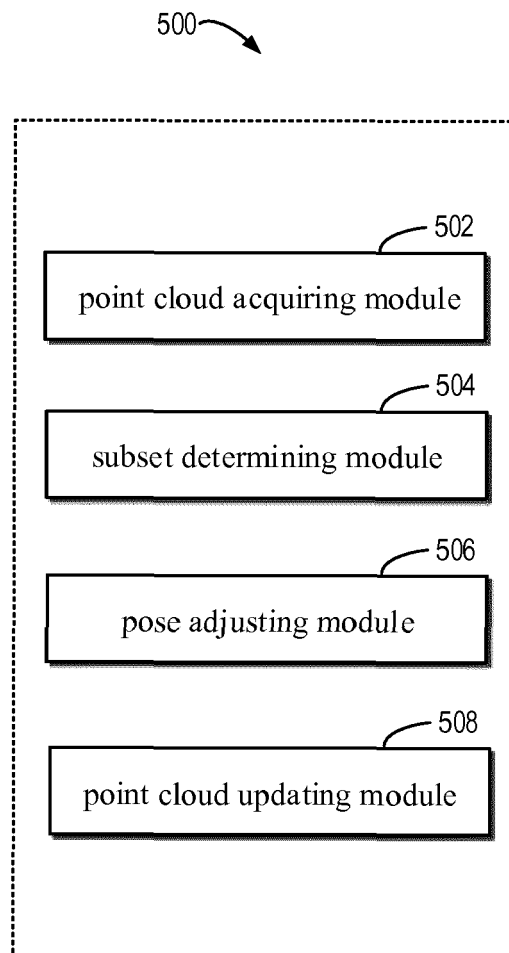 500
502
point cloud acquiring module
504
subset determining module
506
pose adjusting module
508
point cloud updating module